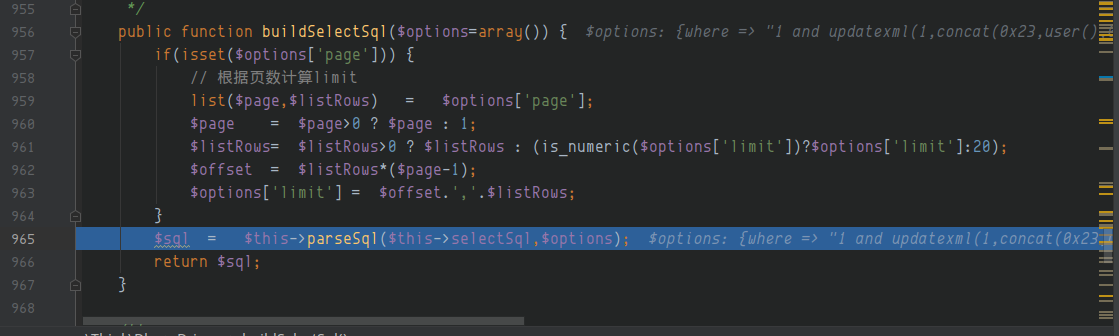 955 */
956 public function buildSelectSql($options=array()) { $options: {where => "1 and updatexml(1,concat(0x23,user()
957 if(isset($options['page'])) {
958 // 根据页数计算limit
959 list($page,$listRows) = $options['page'];
960 $page = $page>0 ? $page : 1;
961 $listRows= $listRows>0 ? $listRows : (is_numeric($options['limit'])?$options['limit']:20);
962 $offset = $listRows*($page-1);
963 $options['limit'] = $offset.','.$listRows;
964 }
965 $sql = $this->parseSql($this->selectSql,$options); $options: {where => "1 and updatexml(1,concat(0x23
966 return $sql;
967 }
968